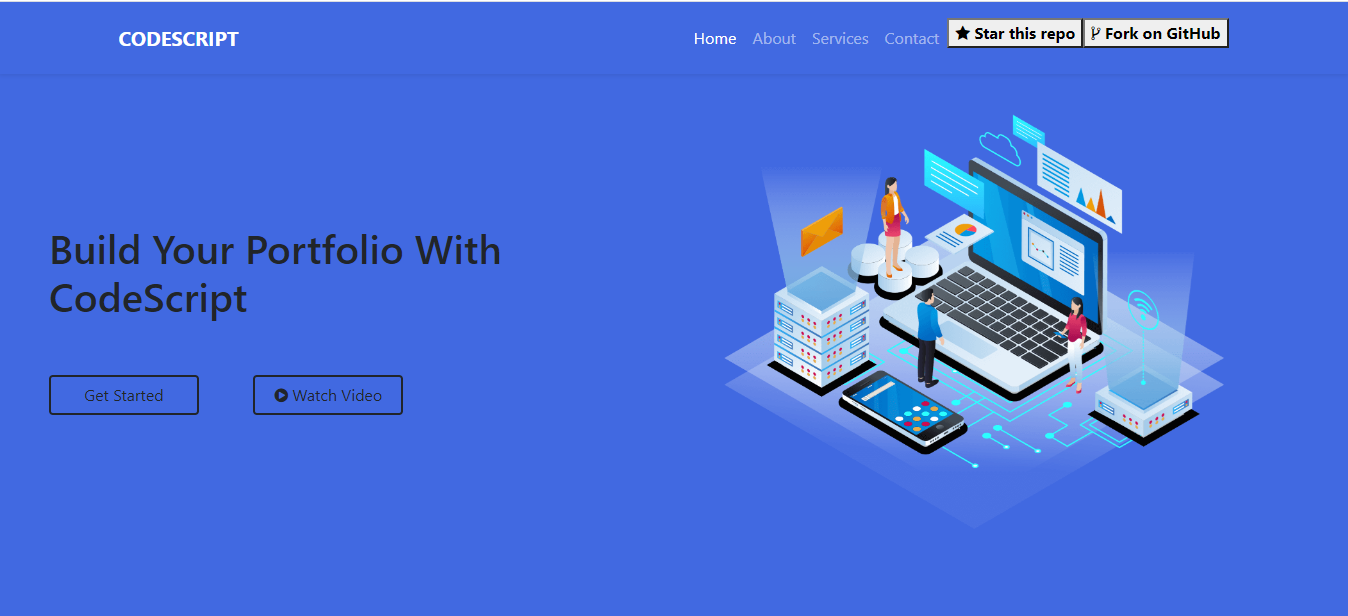 CODESCRIPT
Home About Services Contact Star this repo Fork on GitHub
Build Your Portfolio With
CodeScript
Get Started Watch Video